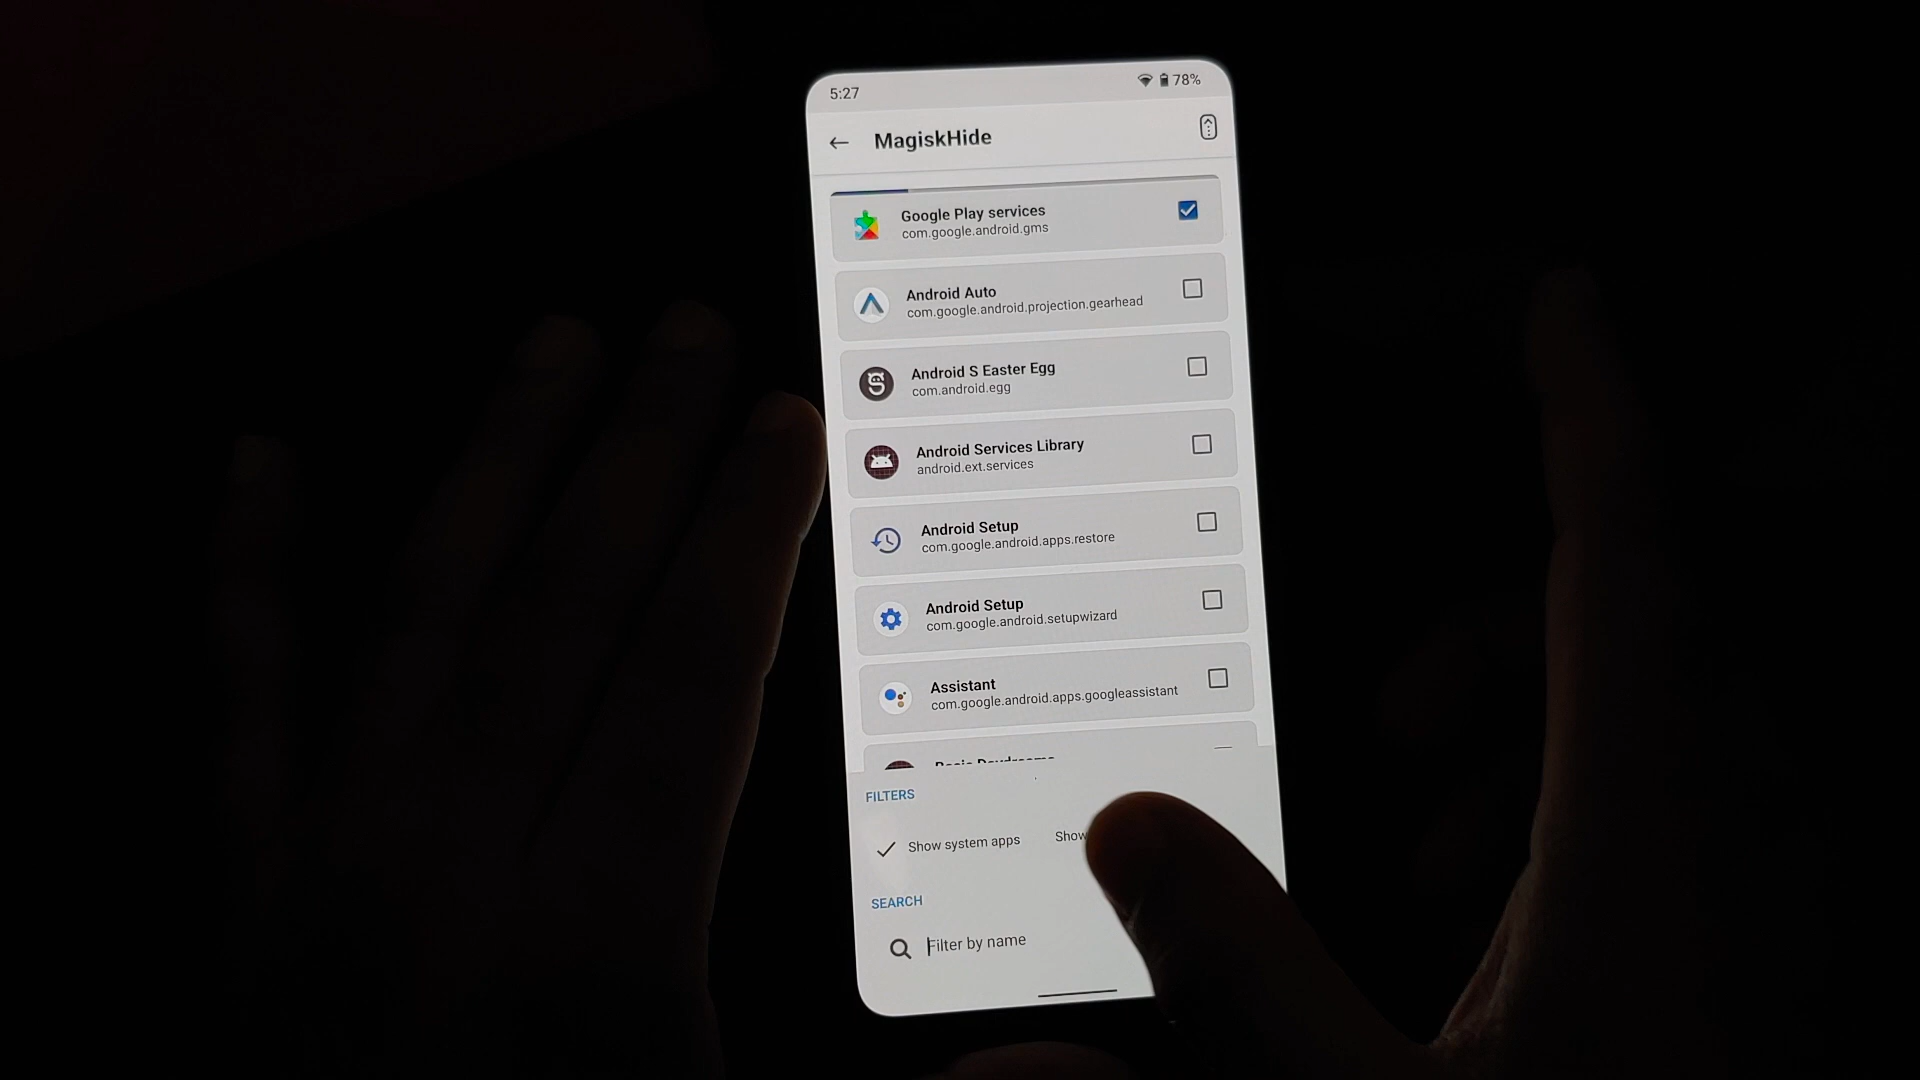 5:27
78%
MagiskHide
Google Play services
com.google.android.gms
Android Auto
com.google.android.projection.gearhead
Android S Easter Egg
com.android.egg
Android Services Library
android.ext.services
Android Setup
com.google.android.apps.restore
Android Setup
com.google.android.setupwizard
Assistant
com.google.android.apps.googleassistant
FILTERS
Show system apps
Show
SEARCH
Filter by name